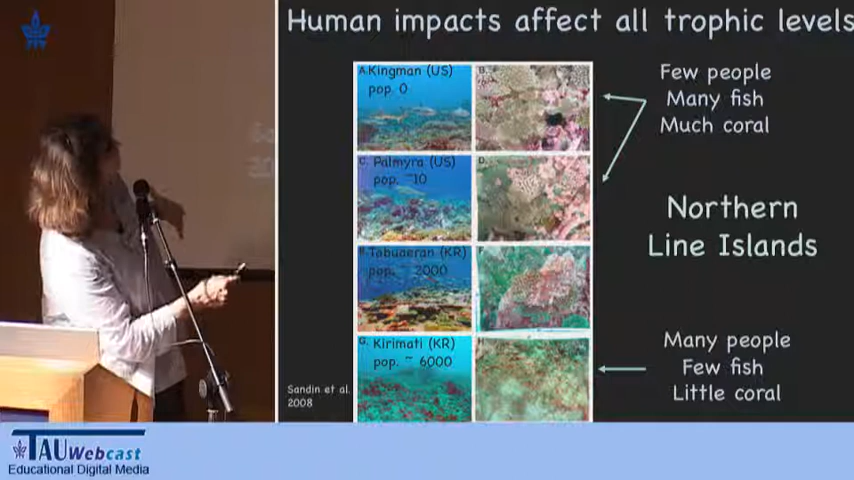 Human impacts affect all trophic levels
A. Kingman (US)
pop. 0
B.
Few people
Many fish
Much coral
C. Palmyra (US)
pop. ~10
D.
Northern
Line Islands
E. Tabuaeran (KR)
pop. ~ 2000
F.
G. Kirimati (KR)
pop. ~ 6000
Many people
Few fish
Little coral
Sandin et al.
2008
TAU Webcast
Educational Digital Media